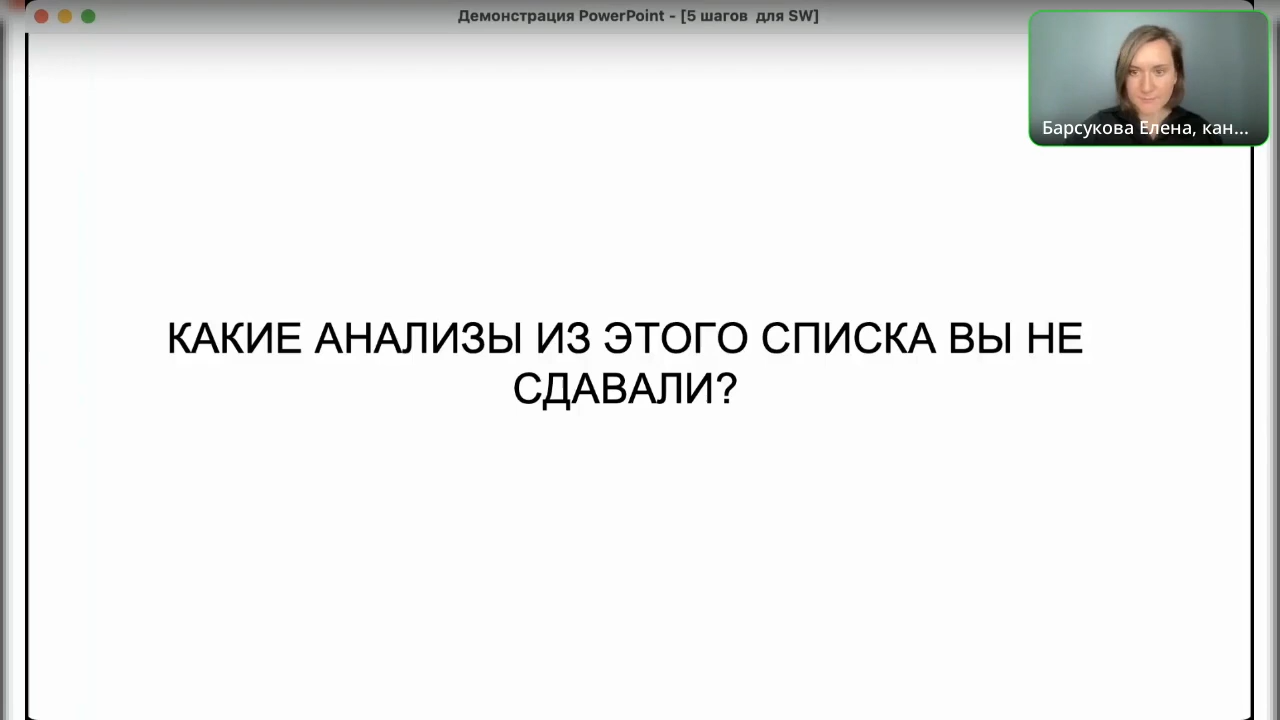 Демонстрация PowerPoint - [5 шагов для SW]
Барсукова Елена, кан...
КАКИЕ АНАЛИЗЫ ИЗ ЭТОГО СПИСКА ВЫ НЕ
СДАВАЛИ?